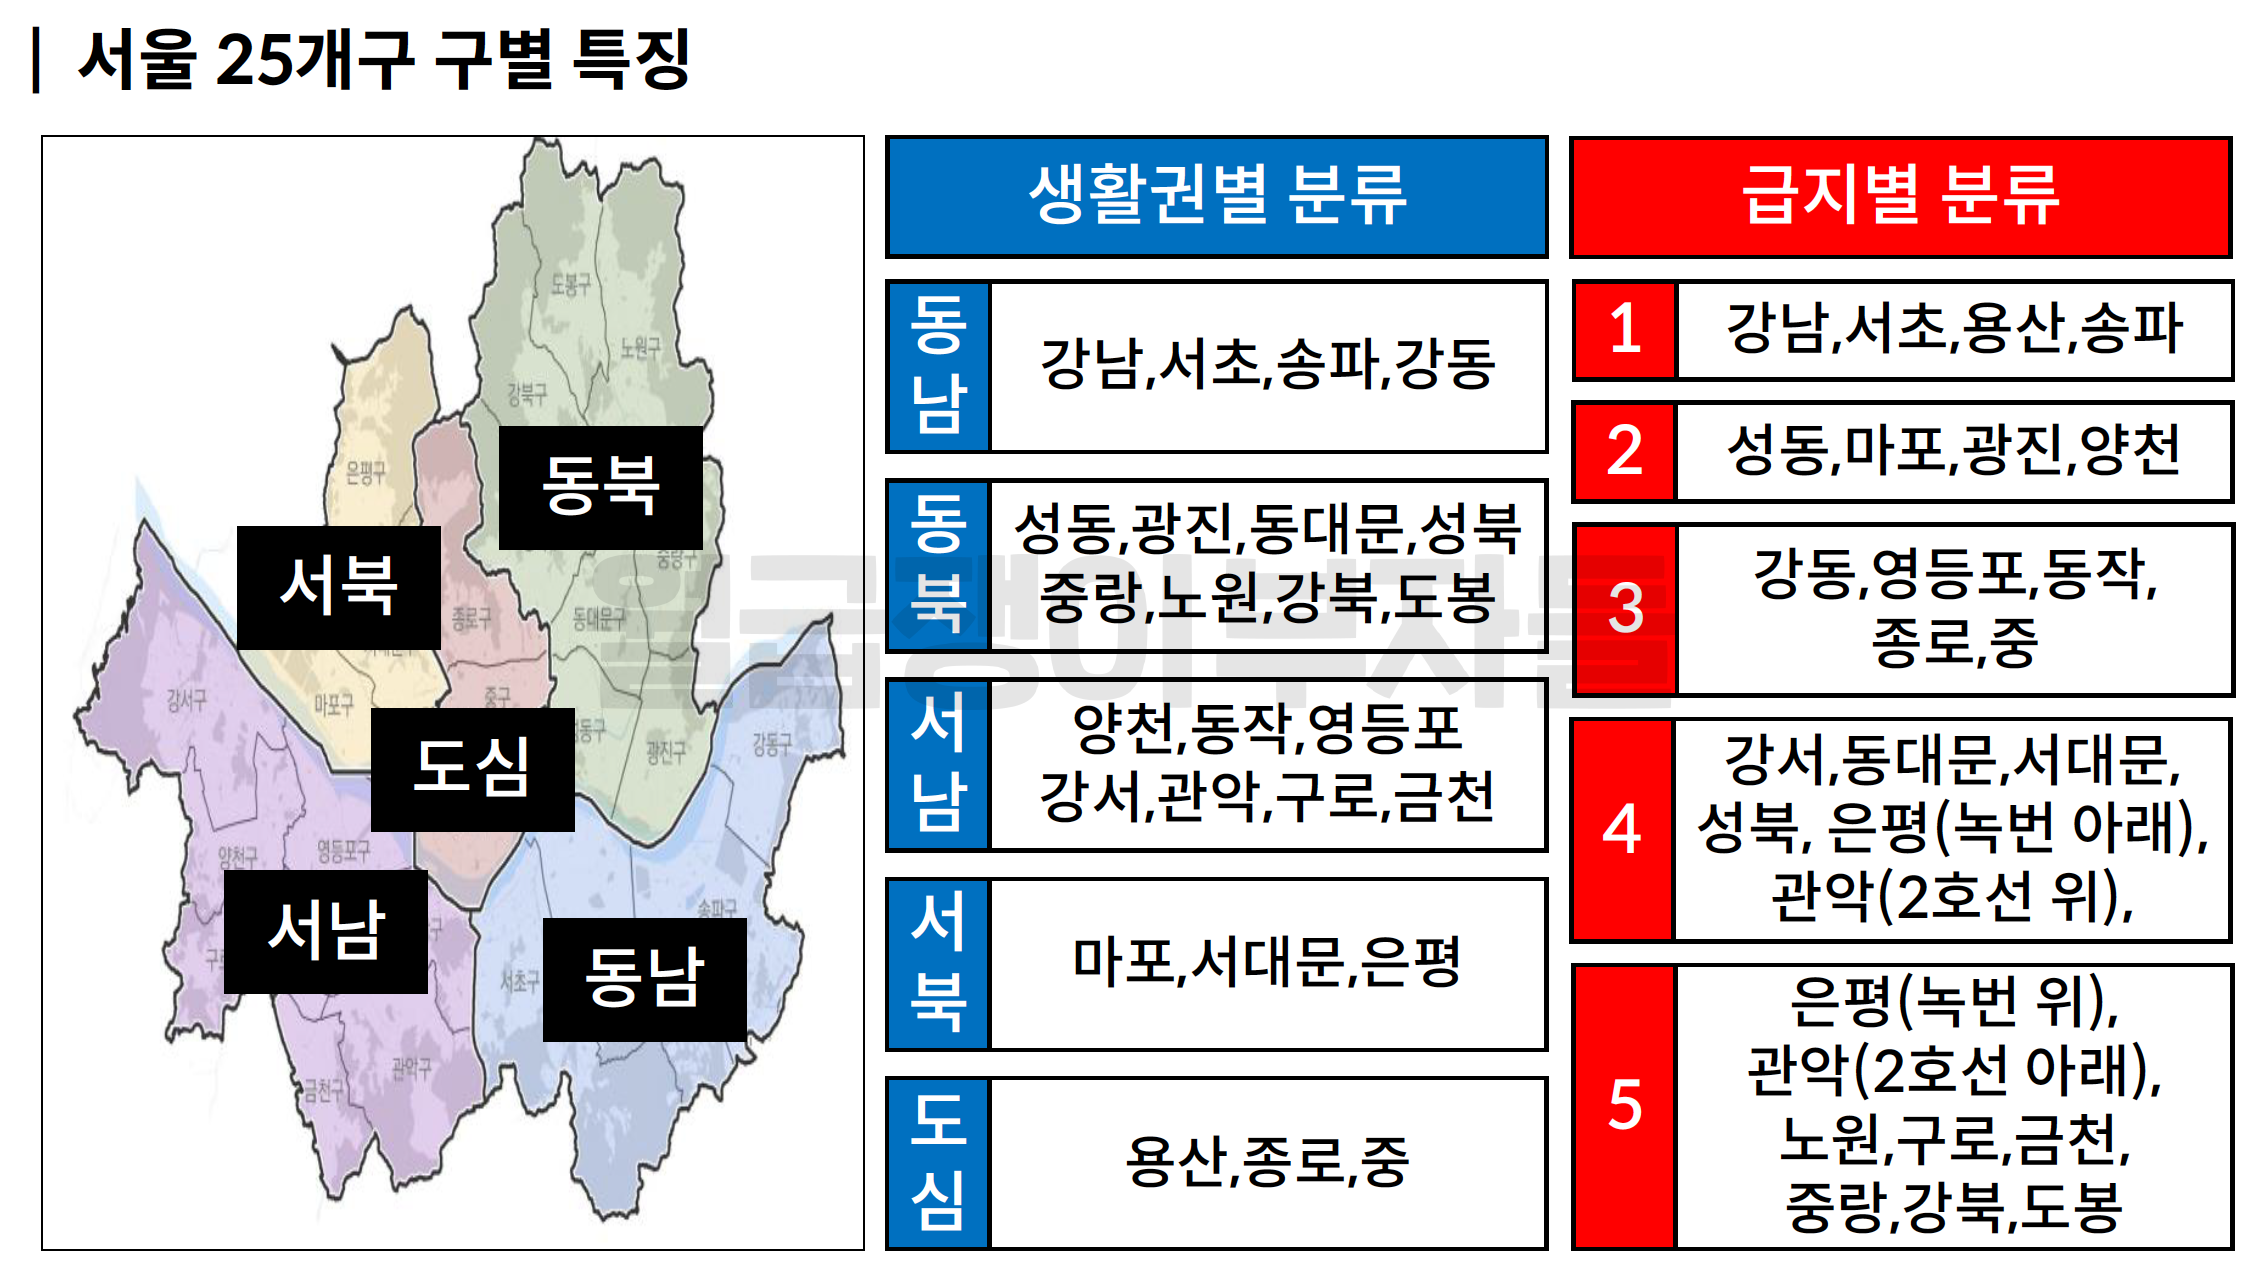 서울 25개구 구별 특징
도봉구
노원구
강북구
은평구
동북
서북
중랑구
종로구
동대문구
강서구
마포구
중구
도심
광진구
강동구
양천구
영등포구
서남
송파구
서초구
동남
관악구
금천구
생활권별 분류
동남
강남,서초,송파,강동
동북
성동,광진,동대문,성북
중랑,노원,강북,도봉
서남
양천,동작,영등포
강서,관악,구로,금천
서북
마포,서대문,은평
도심
용산,종로,중
급지별 분류
1
강남,서초,용산,송파
2
성동,마포,광진,양천
3
강동,영등포,동작,
종로,중
4
강서,동대문,서대문,
성북, 은평(녹번 아래),
관악(2호선 위),
5
은평(녹번 위),
관악(2호선 아래),
노원,구로,금천,
중랑,강북,도봉
월급쟁이부자들